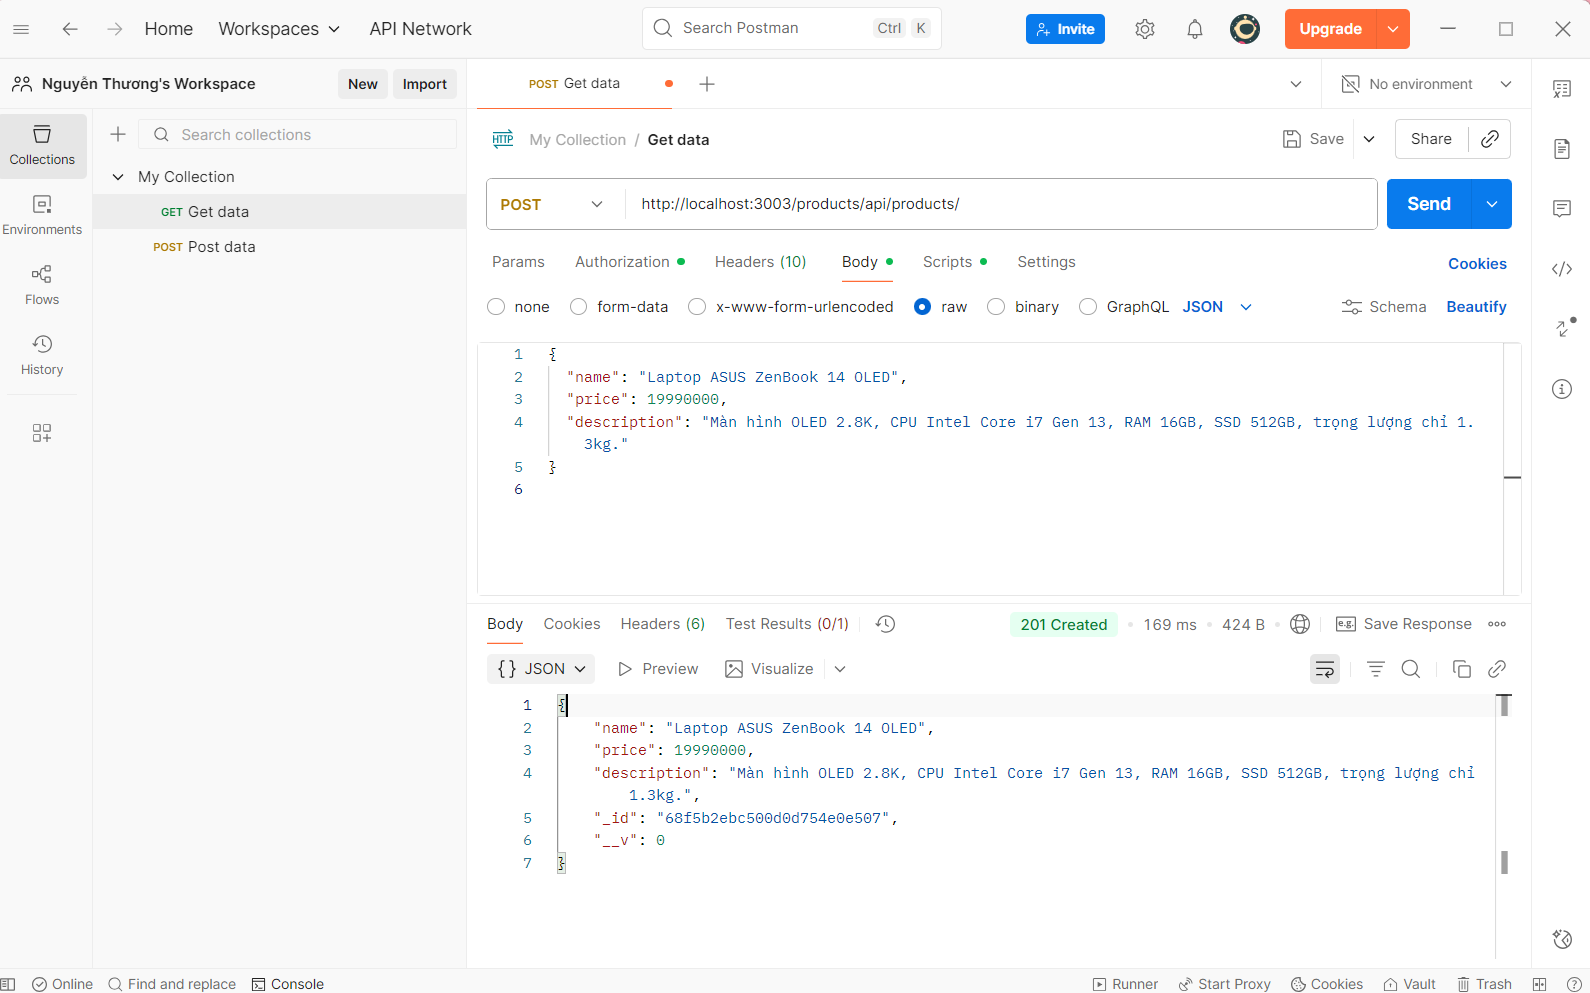 Home Workspaces API Network Search Postman Ctrl K Invite Upgrade
Nguyễn Thương's Workspace New Import POST Get data No environment
Collections Search collections My Collection / Get data Save Share
My Collection
GET Get data POST http://localhost:3003/products/api/products/ Send
Environments
POST Post data
Params Authorization Headers (10) Body Scripts Settings Cookies
Flows
none form-data x-www-form-urlencoded raw binary GraphQL JSON Schema Beautify
History
1 {
2 "name": "Laptop ASUS ZenBook 14 OLED",
3 "price": 19990000,
4 "description": "Màn hình OLED 2.8K, CPU Intel Core i7 Gen 13, RAM 16GB, SSD 512GB, trọng lượng chỉ 1.
3kg."
5 }
6
Body Cookies Headers (6) Test Results (0/1) 201 Created 169 ms 424 B e.g. Save Response
{} JSON Preview Visualize
1 {
2 "name": "Laptop ASUS ZenBook 14 OLED",
3 "price": 19990000,
4 "description": "Màn hình OLED 2.8K, CPU Intel Core i7 Gen 13, RAM 16GB, SSD 512GB, trọng lượng chỉ
1.3kg.",
5 "_id": "68f5b2ebc500d0d754e0e507",
6 "__v": 0
7 }
Online Find and replace Console Runner Start Proxy Cookies Vault Trash